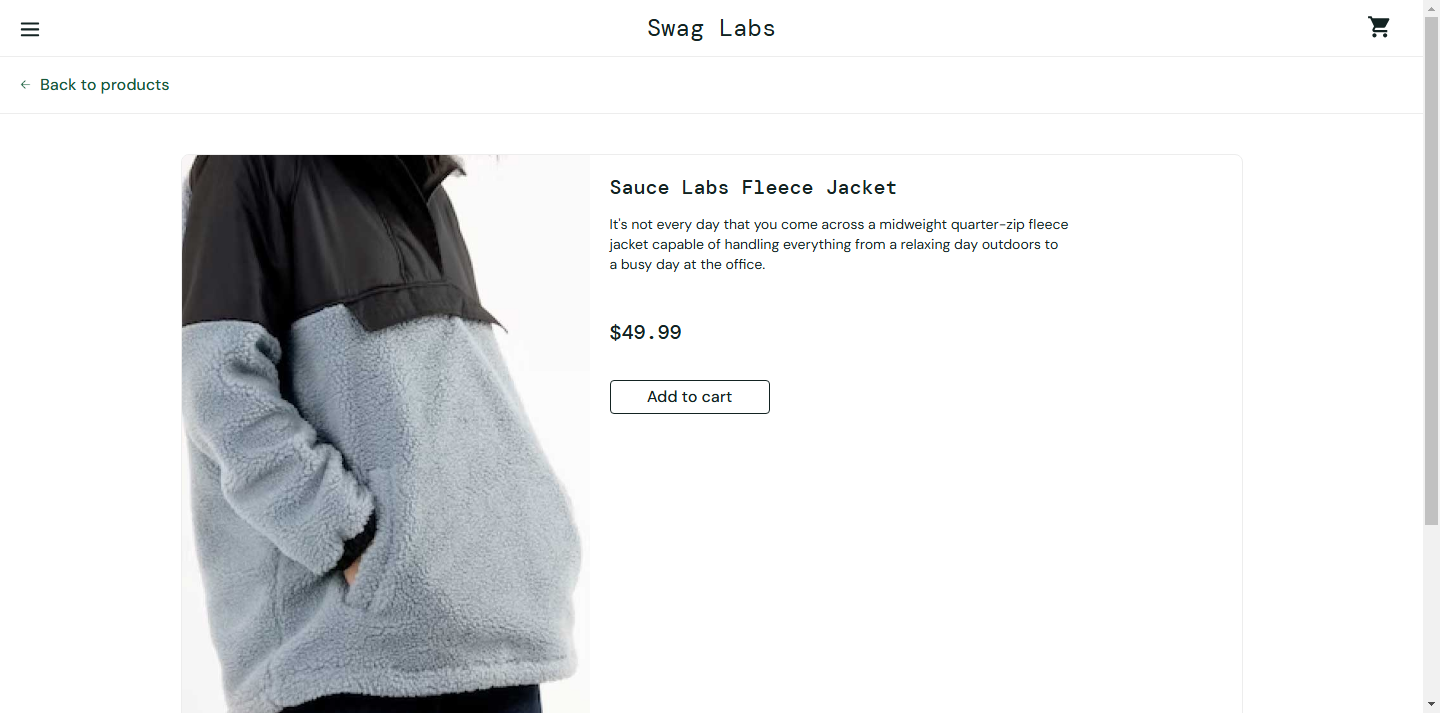 Swag Labs
Back to products
Sauce Labs Fleece Jacket
It's not every day that you come across a midweight quarter-zip fleece
jacket capable of handling everything from a relaxing day outdoors to
a busy day at the office.
$49.99
Add to cart